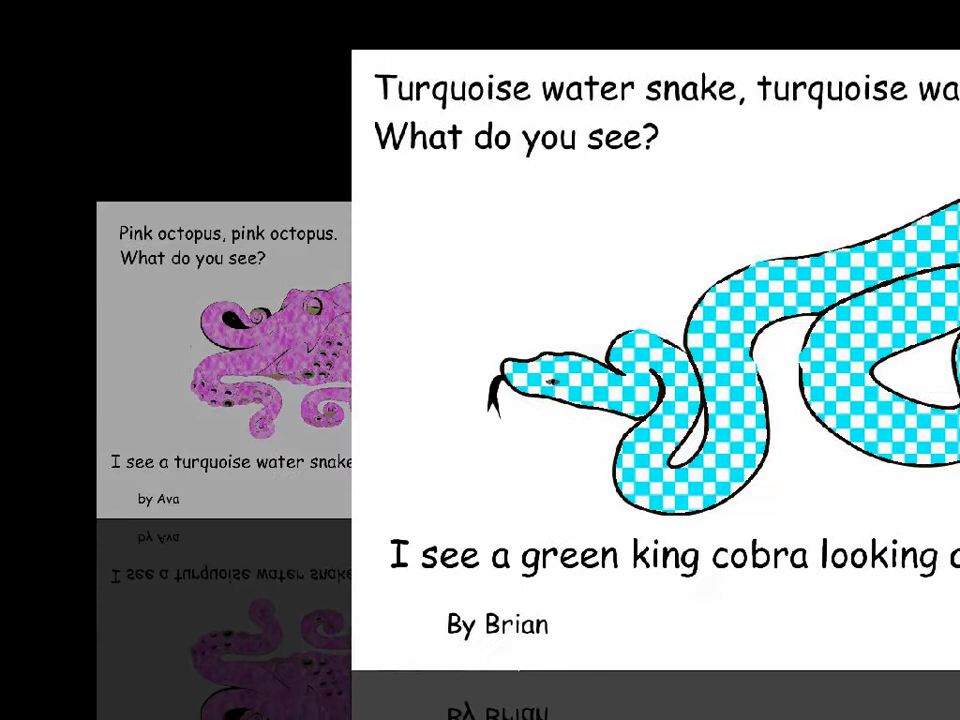 Turquoise water snake, turquoise wa
What do you see?
Pink octopus, pink octopus.
What do you see?
I see a turquoise water snake
by Ava
I see a green king cobra looking
By Brian